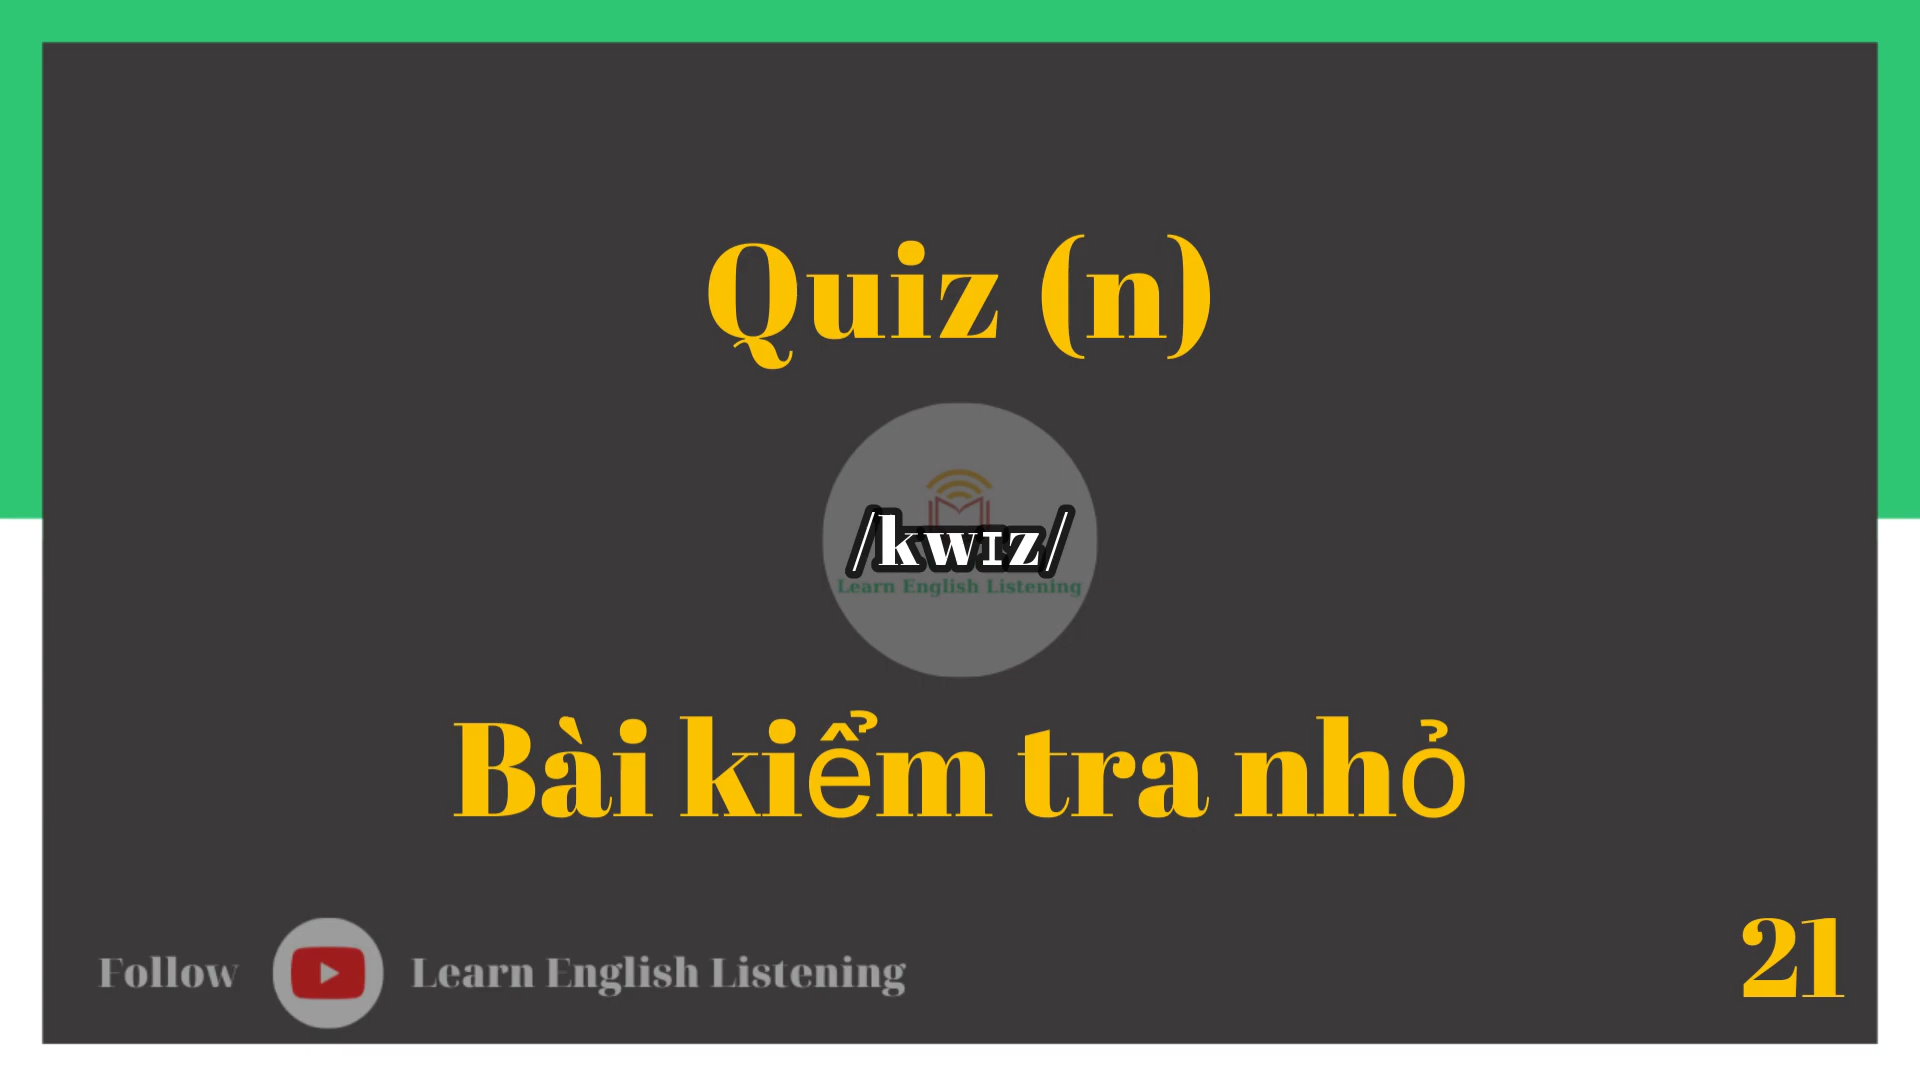 Quiz (n)
/kwɪz/
Learn English Listening
Bài kiểm tra nhỏ
Follow Learn English Listening
21